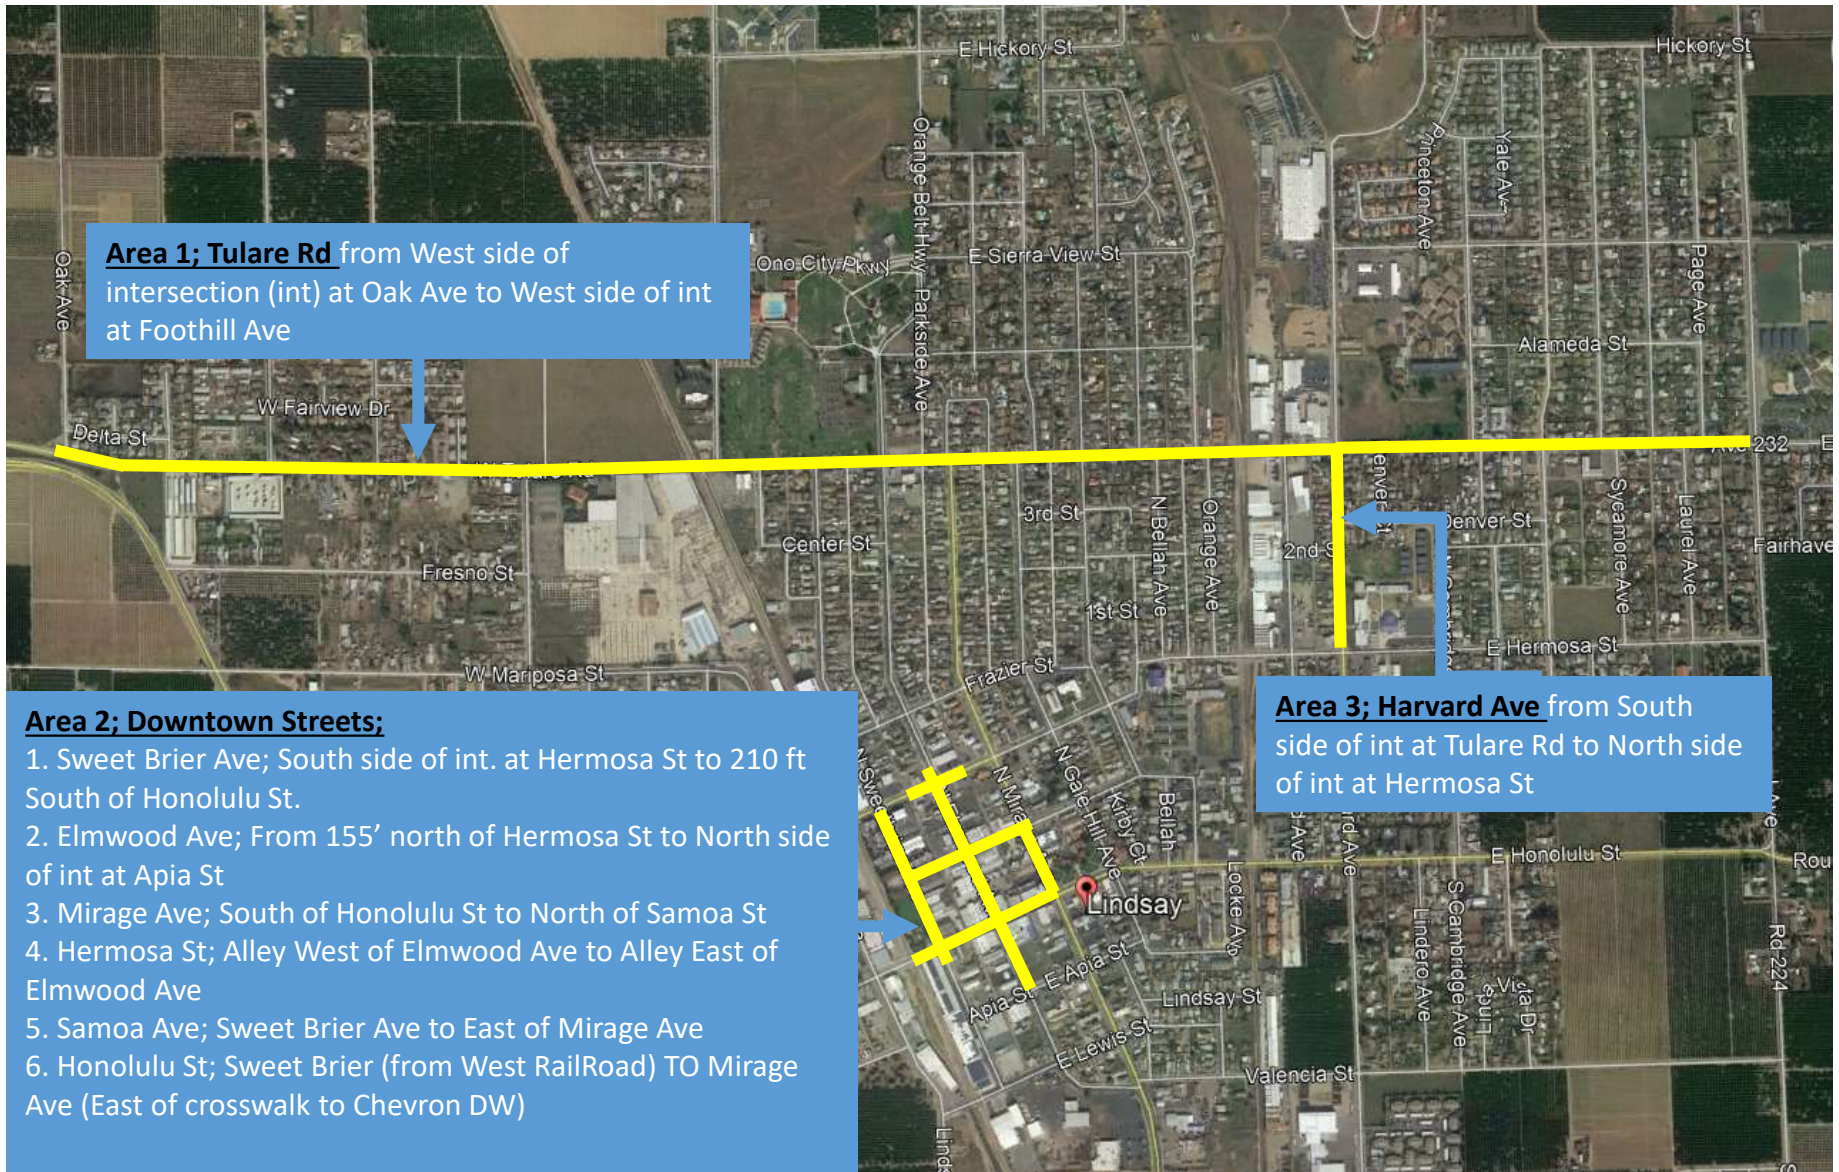 E Hickory St
Hickory St
Orange Belt Hwy
Parkside Ave
Princeton Ave
Yale Av
Oak Ave
Area 1; Tulare Rd from West side of
intersection (int) at Oak Ave to West side of int
at Foothill Ave
Ono City Pkwy
E Sierra View St
Page Ave
Alameda St
W Fairview Dr
Delta St
Ave 232
E
3rd St
N Bellah Ave
Orange Ave
Denver St
Sycamore Ave
Laurel Ave
Center St
2nd S
Fairhave
Fresno St
1st St
E Hermosa St
W Mariposa St
Frazier St
Area 2; Downtown Streets;
1. Sweet Brier Ave; South side of int. at Hermosa St to 210 ft
South of Honolulu St.
2. Elmwood Ave; From 155’ north of Hermosa St to North side
of int at Apia St
3. Mirage Ave; South of Honolulu St to North of Samoa St
4. Hermosa St; Alley West of Elmwood Ave to Alley East of
Elmwood Ave
5. Samoa Ave; Sweet Brier Ave to East of Mirage Ave
6. Honolulu St; Sweet Brier (from West RailRoad) TO Mirage
Ave (East of crosswalk to Chevron DW)
Area 3; Harvard Ave from South
side of int at Tulare Rd to North side
of int at Hermosa St
N Swee
N Mira
N Gale Hill Ave
Kirby Ct
Bellah
d Ave
ard Ave
Ave
E Honolulu St
Rou
Lindsay
Locke Ave
Lindero Ave
S Cambridge Ave
Rd 224
E Apia St
Apia St
Lindsay St
E Lewis St
Valencia St
Linds